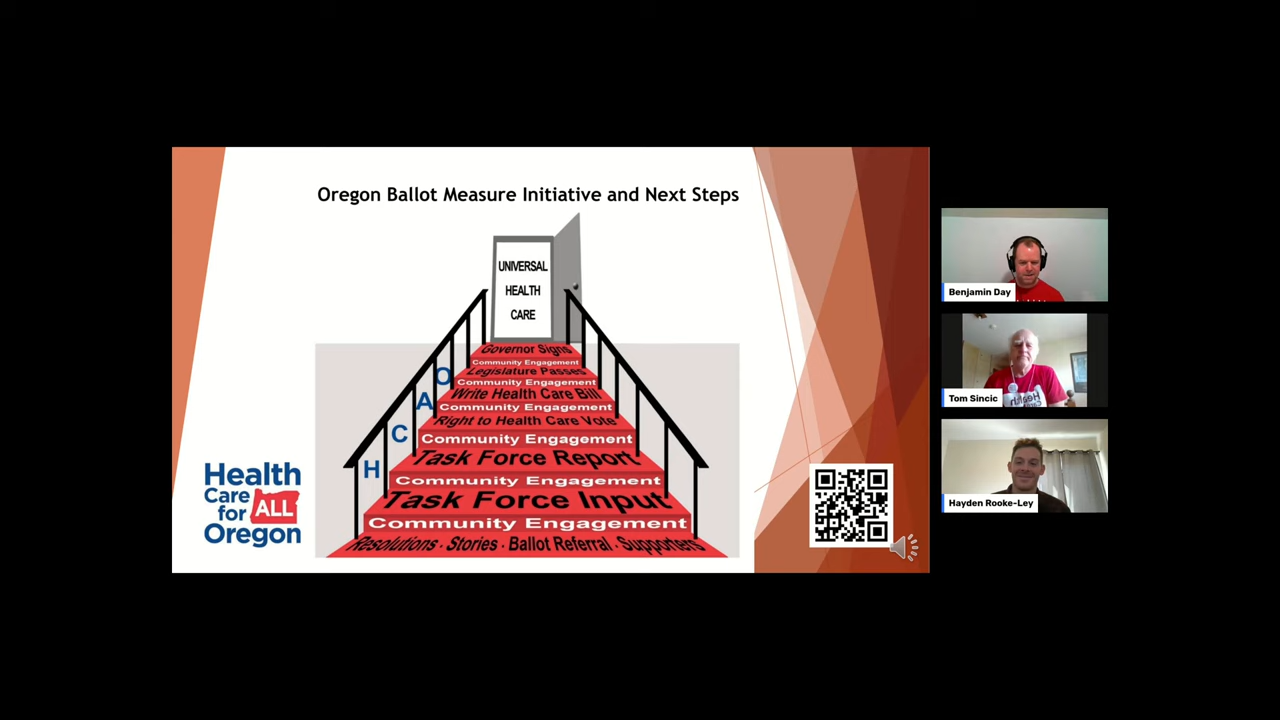 Oregon Ballot Measure Initiative and Next Steps
UNIVERSAL
HEALTH
CARE
Governor Signs
Community Engagement
Legislature Passes
Community Engagement
Write Health Care Bill
Community Engagement
Right to Health Care Vote
Community Engagement
Task Force Report
Community Engagement
Task Force Input
Community Engagement
Resolutions · Stories · Ballot Referral · Supporters
H
C
A
O
Health
Care
for ALL
Oregon
Benjamin Day
Tom Sincic
Hayden Rooke-Ley